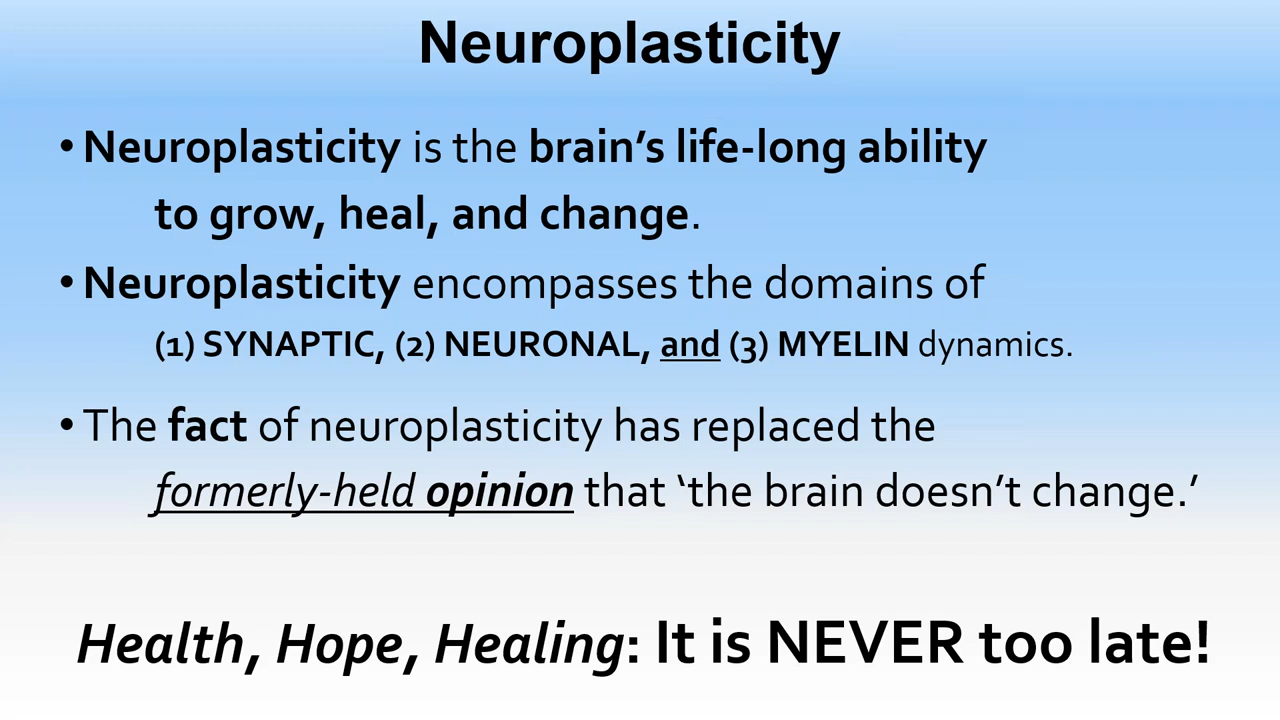 Neuroplasticity
• Neuroplasticity is the brain’s life-long ability
to grow, heal, and change.
• Neuroplasticity encompasses the domains of
(1) SYNAPTIC, (2) NEURONAL, and (3) MYELIN dynamics.
• The fact of neuroplasticity has replaced the
formerly-held opinion that ‘the brain doesn’t change.’
Health, Hope, Healing: It is NEVER too late!